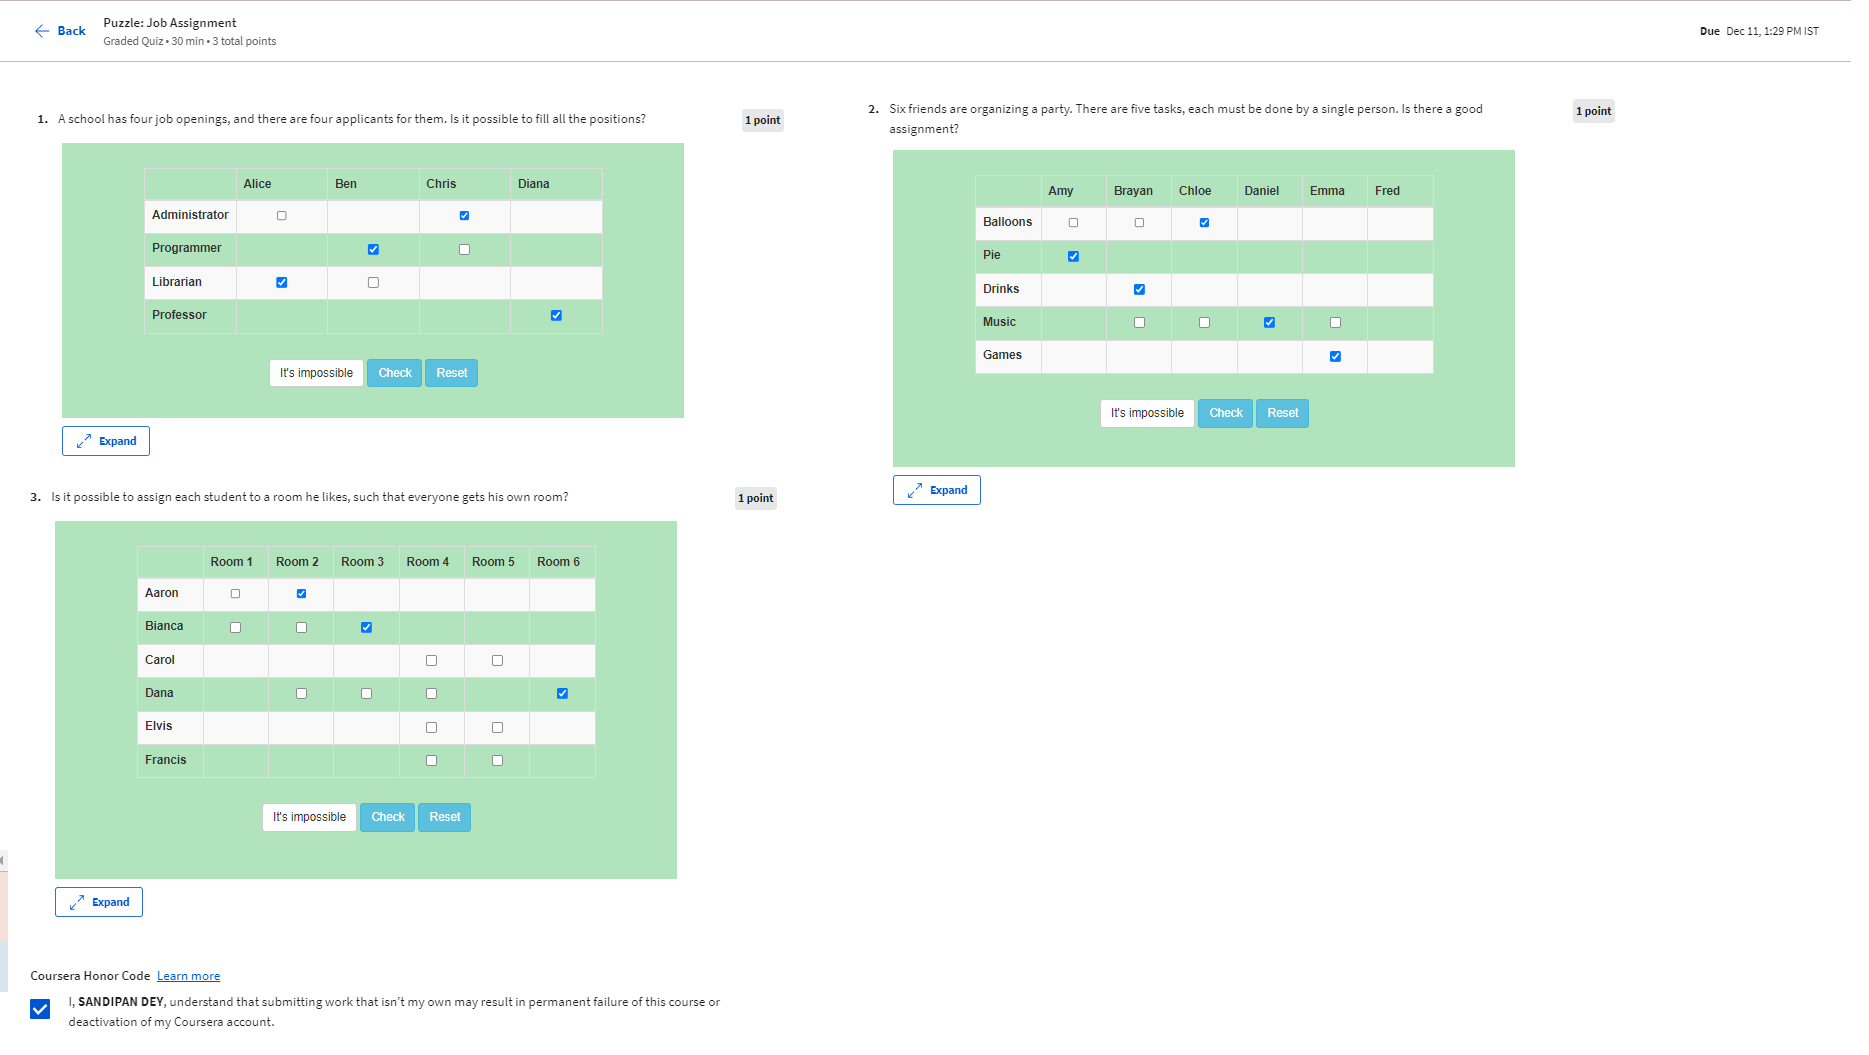 Back
Puzzle: Job Assignment
Graded Quiz • 30 min • 3 total points
Due Dec 11, 1:29 PM IST
1. A school has four job openings, and there are four applicants for them. Is it possible to fill all the positions?
1 point
Alice Ben Chris Diana
Administrator
Programmer
Librarian
Professor
It's impossible Check Reset
Expand
2. Six friends are organizing a party. There are five tasks, each must be done by a single person. Is there a good
assignment?
1 point
Amy Brayan Chloe Daniel Emma Fred
Balloons
Pie
Drinks
Music
Games
It's impossible Check Reset
Expand
3. Is it possible to assign each student to a room he likes, such that everyone gets his own room?
1 point
Room 1 Room 2 Room 3 Room 4 Room 5 Room 6
Aaron
Bianca
Carol
Dana
Elvis
Francis
It's impossible Check Reset
Expand
Coursera Honor Code Learn more
I, SANDIPAN DEY, understand that submitting work that isn't my own may result in permanent failure of this course or
deactivation of my Coursera account.